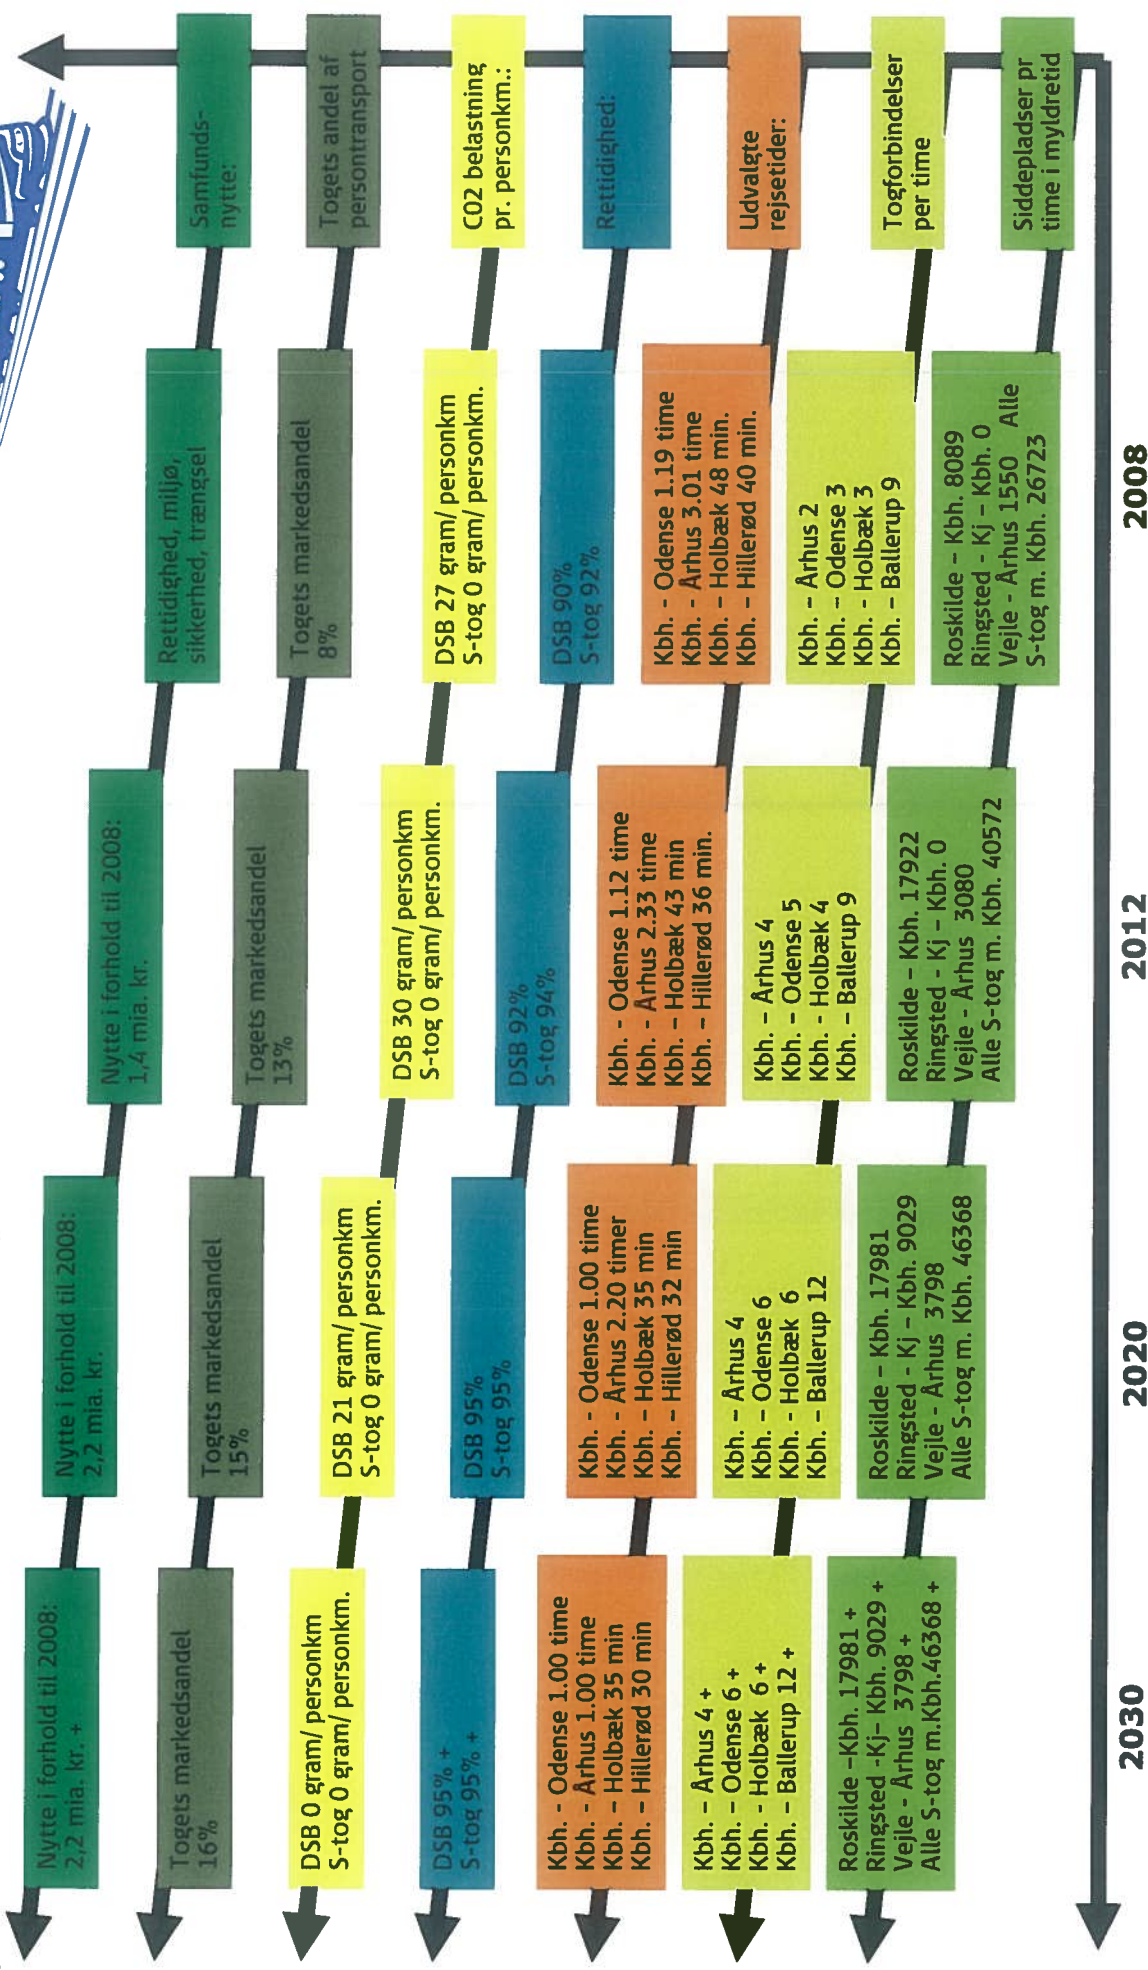 Samfunds-
nytte:
Rettidighed, miljø,
sikkerhed, trængsel
Nytte i forhold til 2008:
1,4 mia. kr.
Nytte i forhold til 2008:
2,2 mia. kr.
Nytte i forhold til 2008:
2,2 mia. kr. +
Togets andel af
persontransport
Togets markedsandel
8%
Togets markedsandel
13%
Togets markedsandel
15%
Togets markedsandel
16%
CO2 belastning
pr. personkm.:
DSB 27 gram/ personkm
S-tog 0 gram/ personkm.
DSB 30 gram/ personkm
S-tog 0 gram/ personkm.
DSB 21 gram/ personkm
S-tog 0 gram/ personkm.
DSB 0 gram/ personkm
S-tog 0 gram/ personkm.
Rettidighed:
DSB 90%
S-tog 92%
DSB 92%
S-tog 94%
DSB 95%
S-tog 95%
DSB 95% +
S-tog 95% +
Udvalgte
rejsetider:
Kbh. - Odense 1.19 time
Kbh. - Århus 3.01 time
Kbh. – Holbæk 48 min.
Kbh. – Hillerød 40 min.
Kbh. - Odense 1.12 time
Kbh. - Århus 2.33 time
Kbh. – Holbæk 43 min
Kbh. – Hillerød 36 min.
Kbh. - Odense 1.00 time
Kbh. - Århus 2.20 timer
Kbh. – Holbæk 35 min
Kbh. – Hillerød 32 min
Kbh. - Odense 1.00 time
Kbh. - Århus 1.00 time
Kbh. – Holbæk 35 min
Kbh. – Hillerød 30 min
Togforbindelser
per time
Kbh. – Århus 2
Kbh. – Odense 3
Kbh. - Holbæk 3
Kbh. – Ballerup 9
Kbh. – Århus 4
Kbh. – Odense 5
Kbh. - Holbæk 4
Kbh. – Ballerup 9
Kbh. – Århus 4
Kbh. – Odense 6
Kbh. - Holbæk 6
Kbh. – Ballerup 12
Kbh. – Århus 4 +
Kbh. – Odense 6 +
Kbh. - Holbæk 6 +
Kbh. – Ballerup 12 +
Siddepladser pr
time i myldretid
Roskilde – Kbh. 8089
Ringsted - Kj – Kbh. 0
Vejle - Århus 1550 Alle
S-tog m. Kbh. 26723
Roskilde – Kbh. 17922
Ringsted - Kj – Kbh. 0
Vejle - Århus 3080
Alle S-tog m. Kbh. 40572
Roskilde – Kbh. 17981
Ringsted - Kj – Kbh. 9029
Vejle - Århus 3798
Alle S-tog m. Kbh. 46368
Roskilde –Kbh. 17981 +
Ringsted -Kj– Kbh. 9029 +
Vejle - Århus 3798 +
Alle S-tog m.Kbh.46368 +
2008
2012
2020
2030